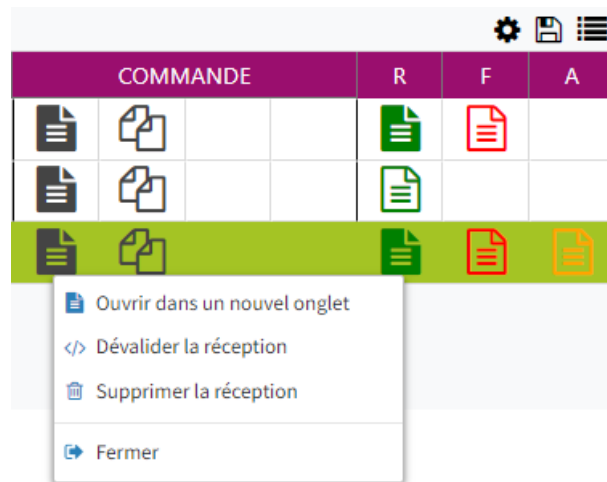 COMMANDE R F A
Ouvrir dans un nouvel onglet
</> Dévalider la réception
Supprimer la réception
Fermer